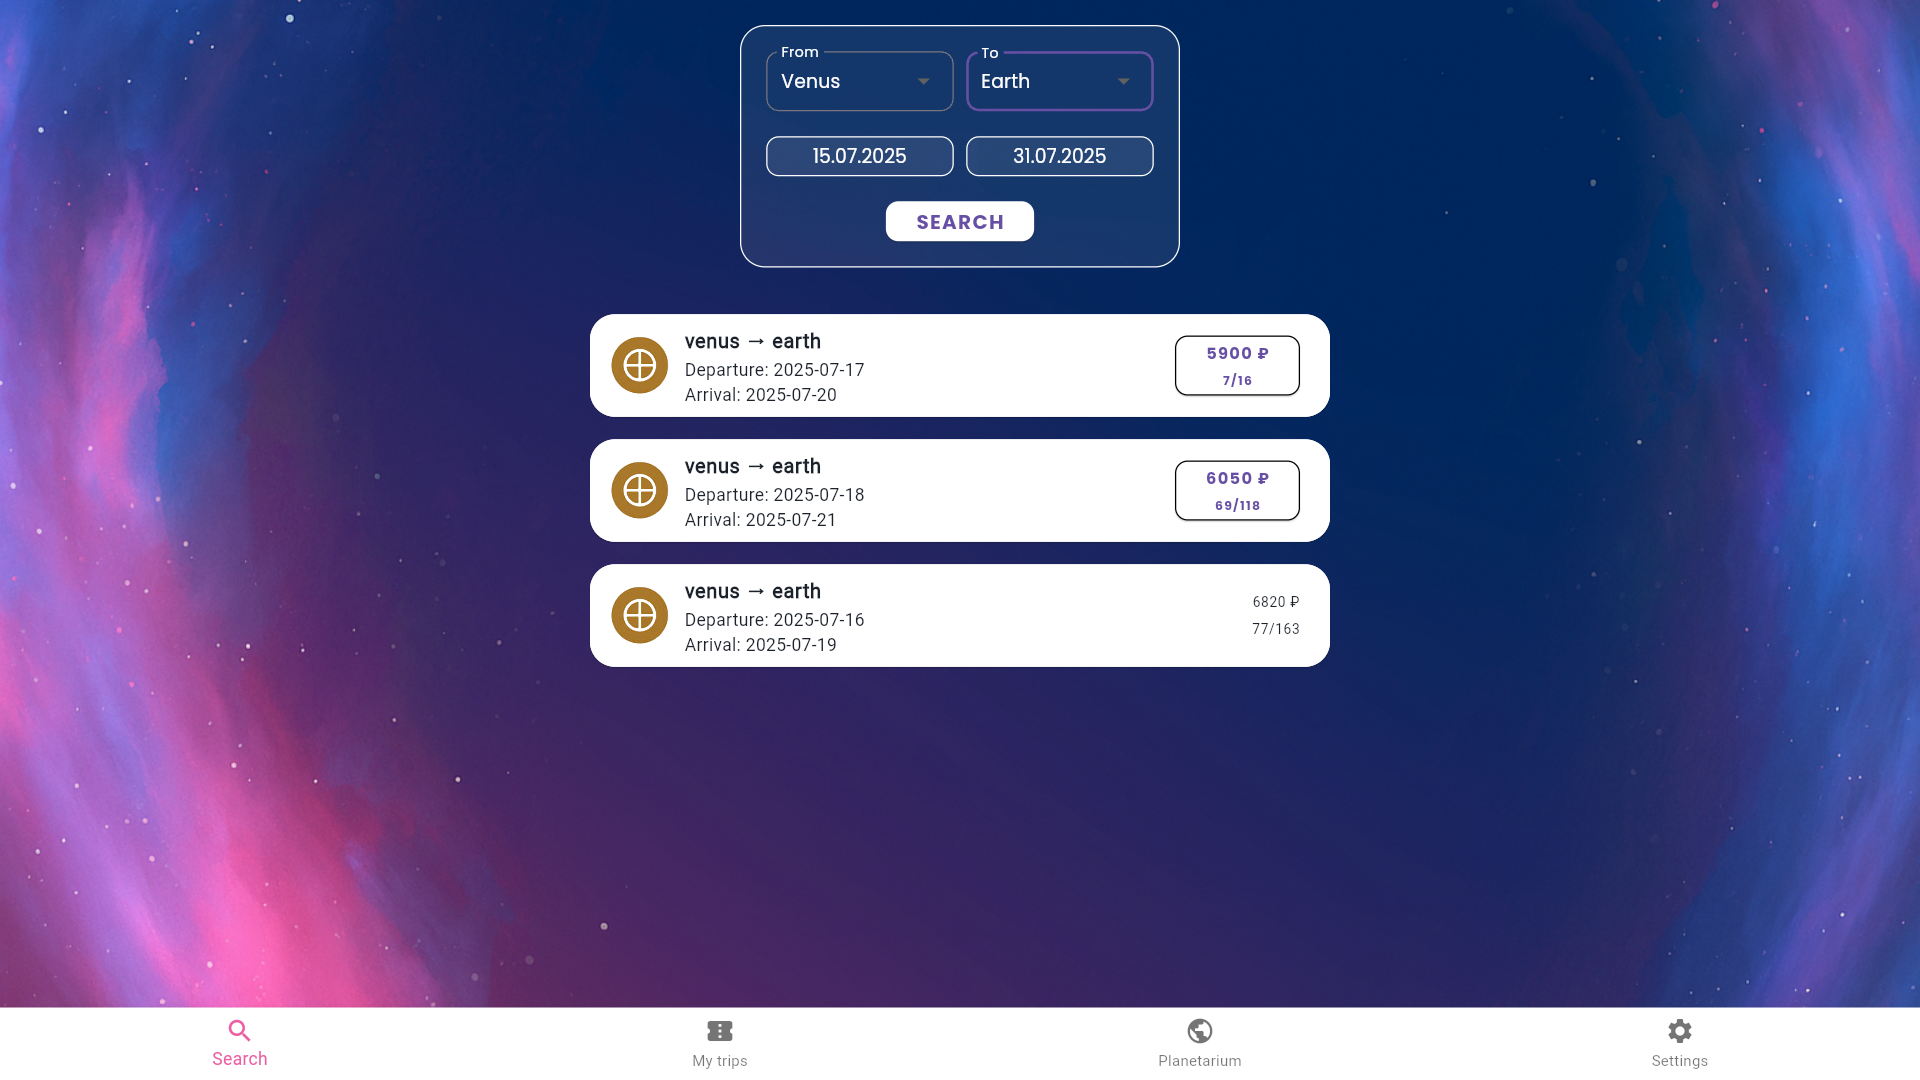 From
To
Venus
Earth
15.07.2025
31.07.2025
SEARCH
venus → earth
Departure: 2025-07-17
Arrival: 2025-07-20
5900 ₽
7/16
venus → earth
Departure: 2025-07-18
Arrival: 2025-07-21
6050 ₽
69/118
venus → earth
Departure: 2025-07-16
Arrival: 2025-07-19
6820 ₽
77/163
Search
My trips
Planetarium
Settings